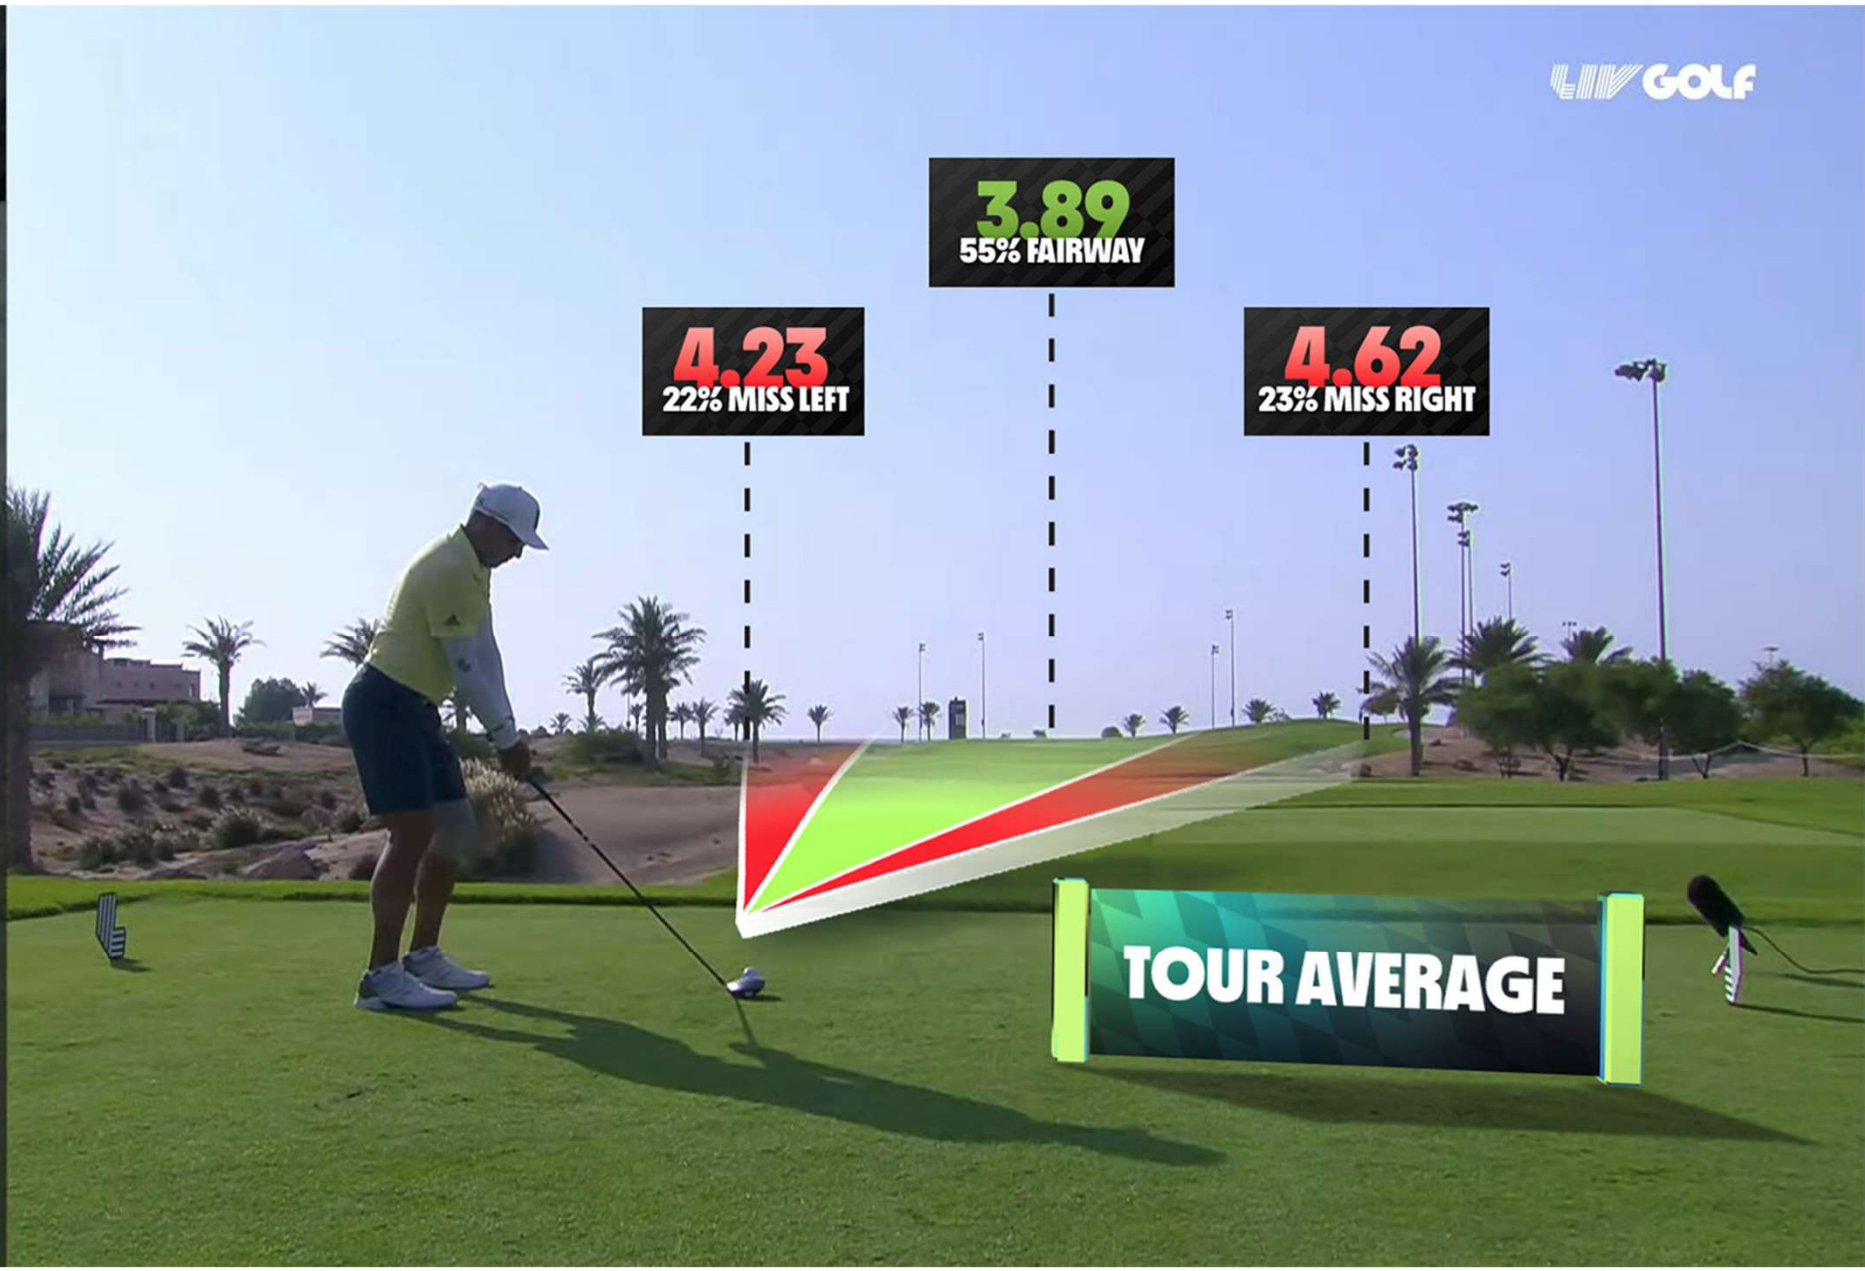 LIV GOLF
3.89
55% FAIRWAY
4.23
22% MISS LEFT
4.62
23% MISS RIGHT
TOUR AVERAGE